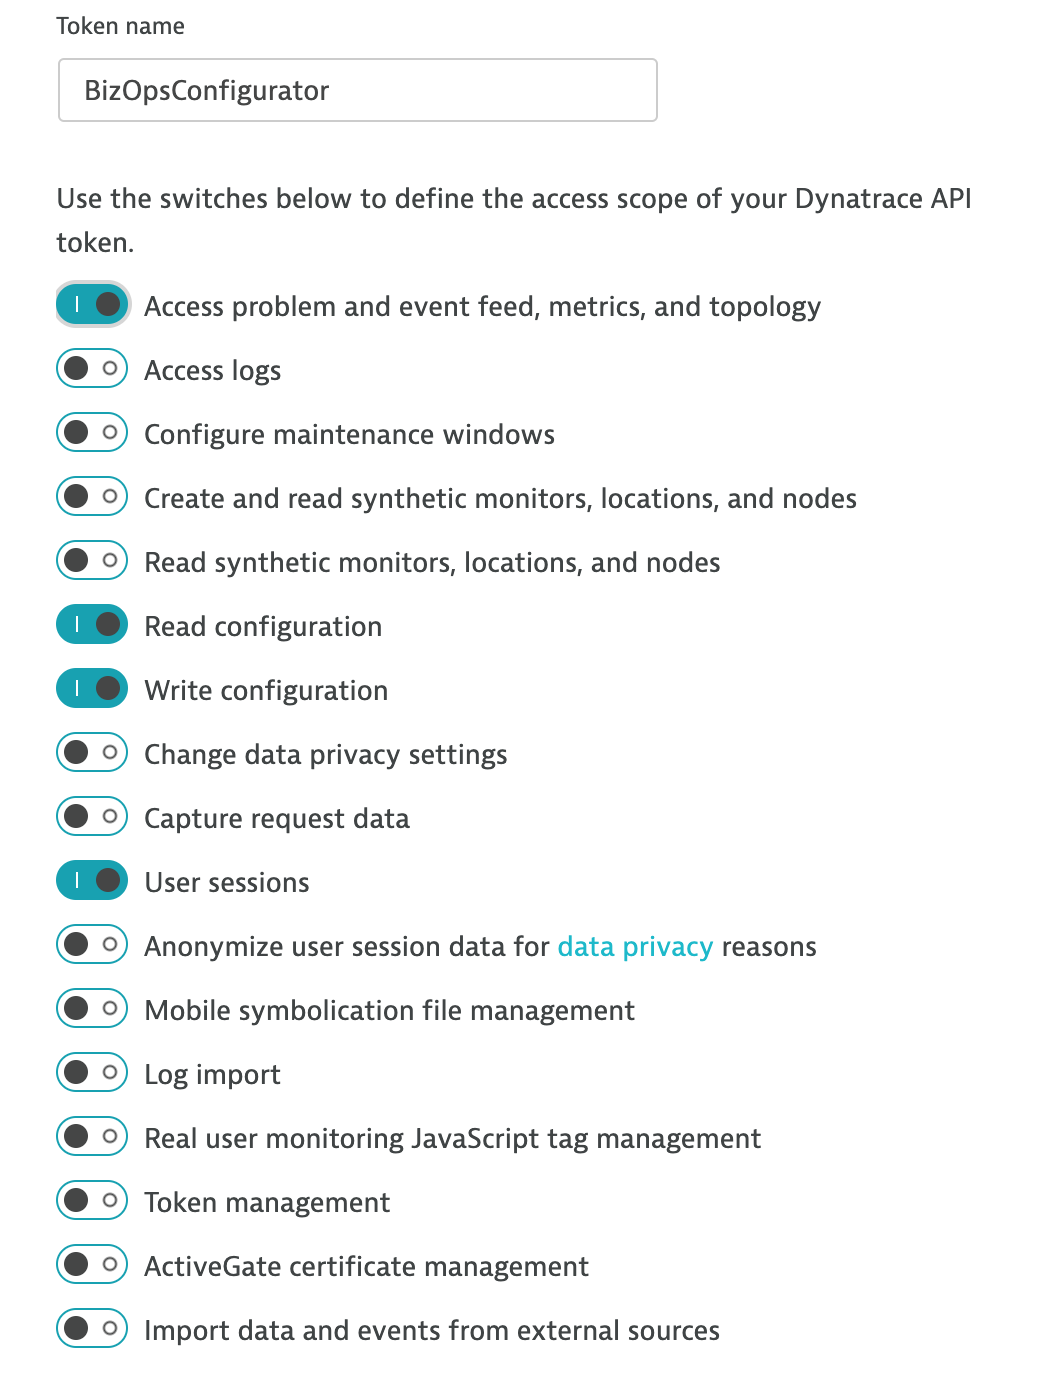 Token name
BizOpsConfigurator
Use the switches below to define the access scope of your Dynatrace API
token.
Access problem and event feed, metrics, and topology
Access logs
Configure maintenance windows
Create and read synthetic monitors, locations, and nodes
Read synthetic monitors, locations, and nodes
Read configuration
Write configuration
Change data privacy settings
Capture request data
User sessions
Anonymize user session data for data privacy reasons
Mobile symbolication file management
Log import
Real user monitoring JavaScript tag management
Token management
ActiveGate certificate management
Import data and events from external sources